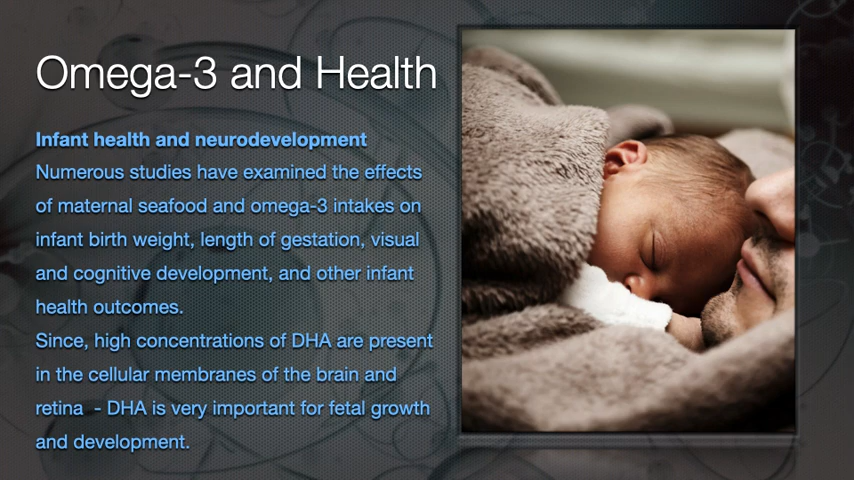 Omega-3 and Health
Infant health and neurodevelopment
Numerous studies have examined the effects
of maternal seafood and omega-3 intakes on
infant birth weight, length of gestation, visual
and cognitive development, and other infant
health outcomes.
Since, high concentrations of DHA are present
in the cellular membranes of the brain and
retina  - DHA is very important for fetal growth
and development.